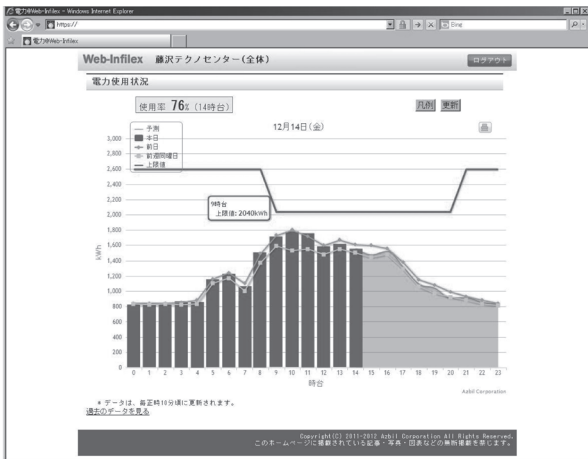 電力@Web-Infilex - Windows Internet Explorer
https://
Bing
電力@Web-Infilex
Web-Infilex 藤沢テクノセンター(全体)
ログアウト
電力使用状況
使用率 76% (14時台)
凡例 更新
12月14日(金)
予測
本日
前日
前週同曜日
上限値
3,000
2,800
2,600
2,400
2,200
2,000
1,800
1,600
1,400
1,200
1,000
800
600
400
200
0
kWh
9時台
上限値: 2040kWh
0 1 2 3 4 5 6 7 8 9 10 11 12 13 14 15 16 17 18 19 20 21 22 23
時台
Azbil Corporation
* データは、毎正時10分頃に更新されます。
過去のデータを見る
Copyright(C) 2011-2012 Azbil Corporation All Rights Reserved.
このホームページに掲載されている記事・写真・図表などの無断掲載を禁じます。